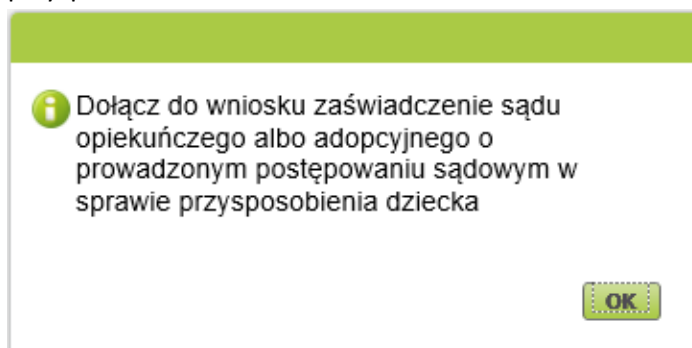 Dołącz do wniosku zaświadczenie sądu
opiekuńczego albo adopcyjnego o
prowadzonym postępowaniu sądowym w
sprawie przysposobienia dziecka
OK